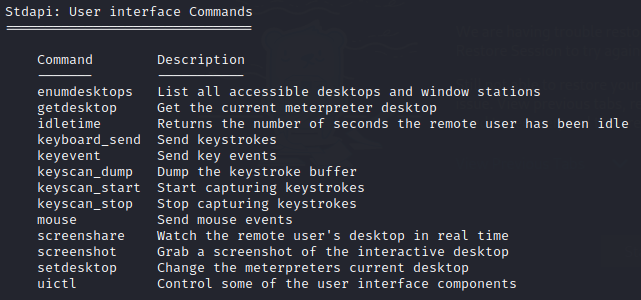 Stdapi: User interface Commands
===============================
Command Description
------- -----------
enumdesktops List all accessible desktops and window stations
getdesktop Get the current meterpreter desktop
idletime Returns the number of seconds the remote user has been idle
keyboard_send Send keystrokes
keyevent Send key events
keyscan_dump Dump the keystroke buffer
keyscan_start Start capturing keystrokes
keyscan_stop Stop capturing keystrokes
mouse Send mouse events
screenshare Watch the remote user's desktop in real time
screenshot Grab a screenshot of the interactive desktop
setdesktop Change the meterpreters current desktop
uictl Control some of the user interface components